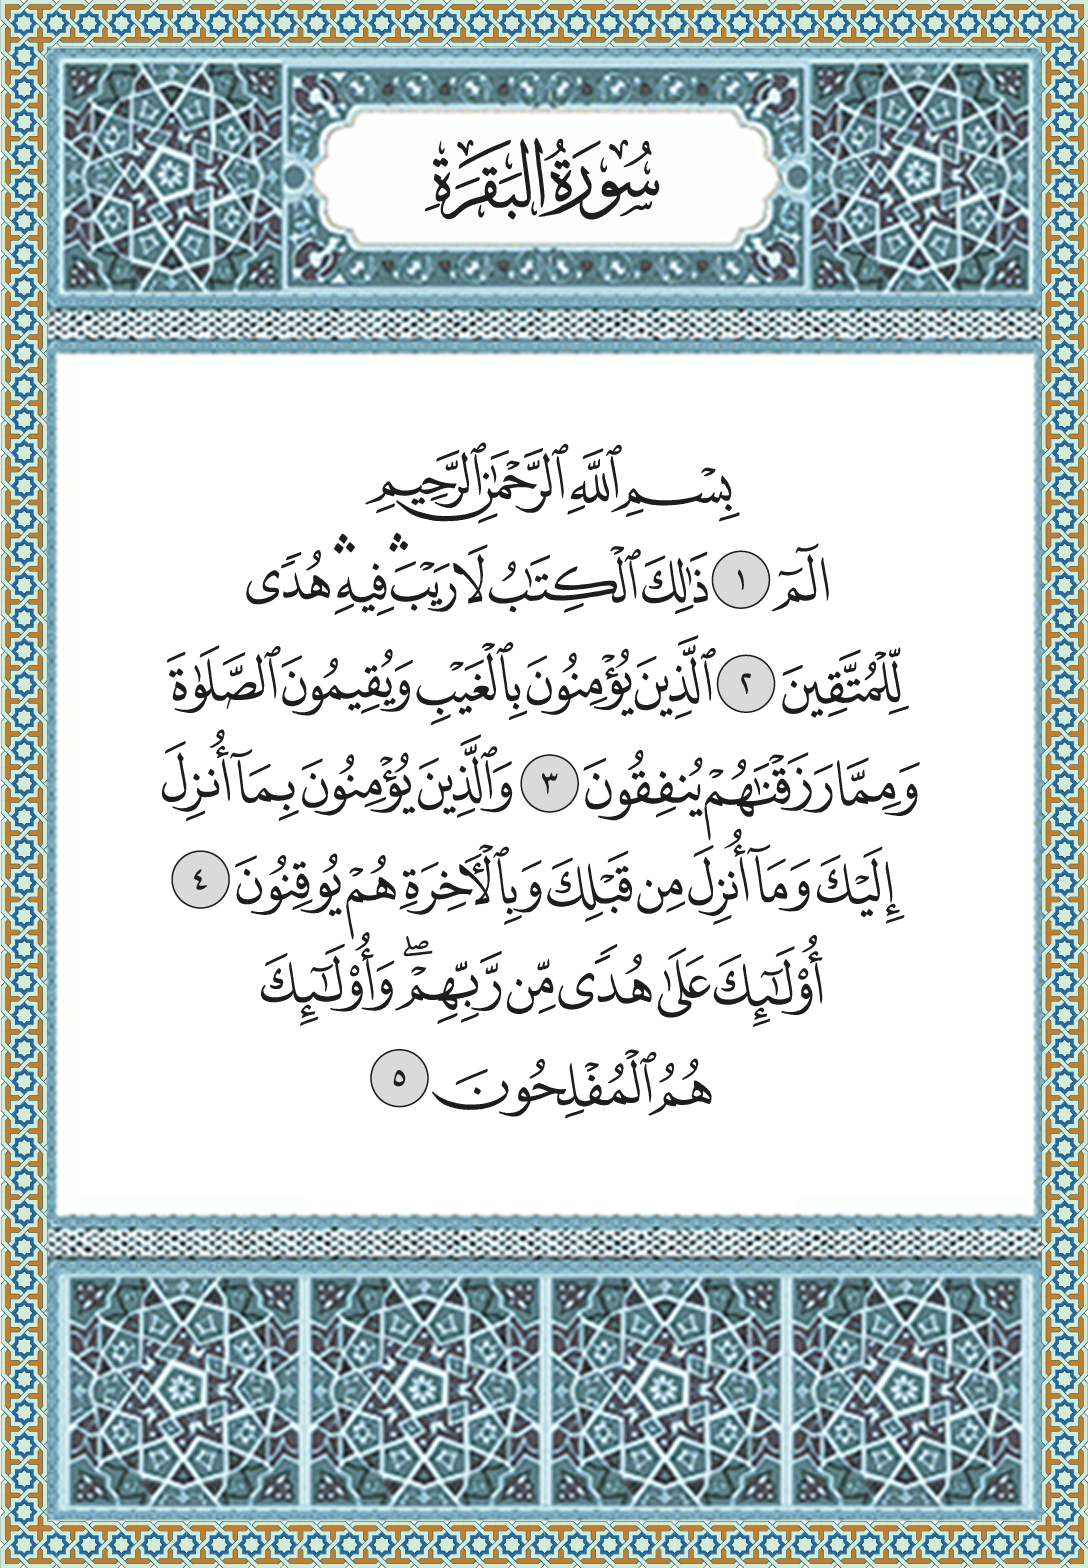 سُورَةُ الْبَقَرَةِ
بِسْمِ ٱللَّهِ ٱلرَّحْمَٰنِ ٱلرَّحِيمِ
الٓمٓ ١ ذَٰلِكَ ٱلْكِتَٰبُ لَا رَيْبَ ۛ فِيهِ ۛ هُدًى
لِّلْمُتَّقِينَ ٢ ٱلَّذِينَ يُؤْمِنُونَ بِٱلْغَيْبِ وَيُقِيمُونَ ٱلصَّلَوٰةَ
وَمِمَّا رَزَقْنَٰهُمْ يُنفِقُونَ ٣ وَٱلَّذِينَ يُؤْمِنُونَ بِمَآ أُنزِلَ
إِلَيْكَ وَمَآ أُنزِلَ مِن قَبْلِكَ وَبِٱلْأَخِرَةِ هُمْ يُوقِنُونَ ٤
أُوْلَٰٓئِكَ عَلَىٰ هُدًى مِّن رَّبِّهِمْ ۖ وَأُوْلَٰٓئِكَ
هُمُ ٱلْمُفْلِحُونَ ٥